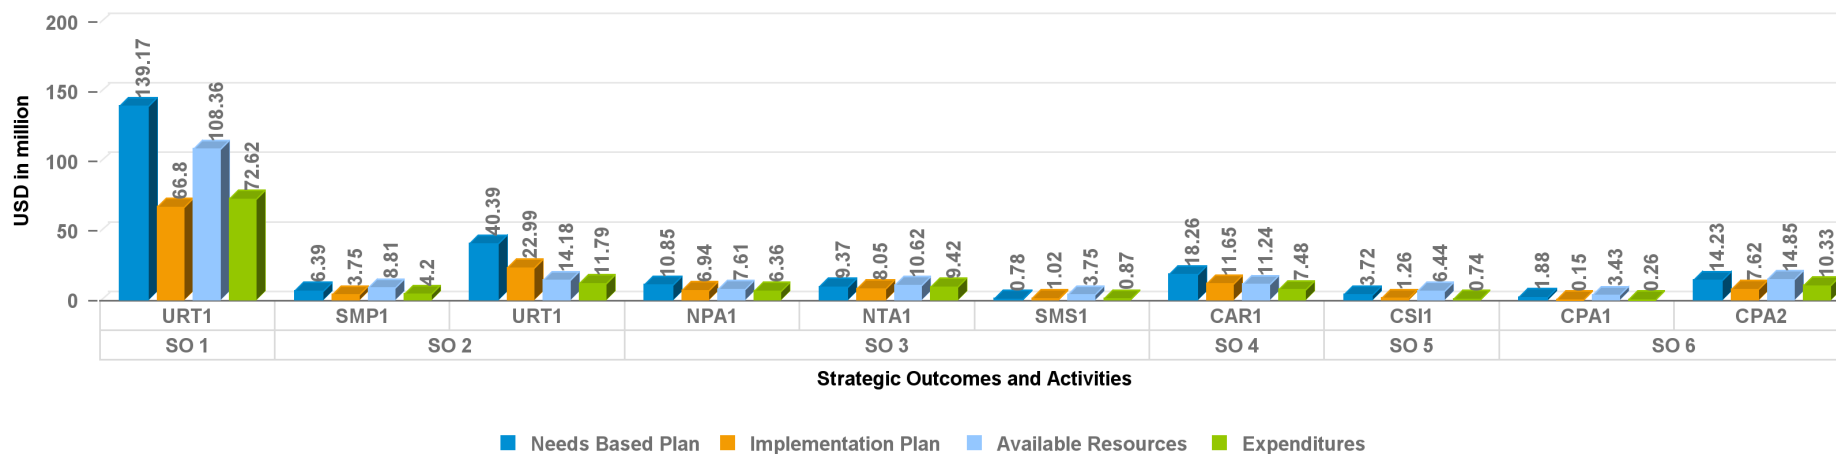 200
150
100
50
0
USD in million
139.17 66.8 108.36 72.62
6.39 3.75 8.81 4.2
40.39 22.99 14.18 11.79
10.85 6.94 7.61 6.36
9.37 8.05 10.62 9.42
0.78 1.02 3.75 0.87
18.26 11.65 11.24 7.48
3.72 1.26 6.44 0.74
1.88 0.15 3.43 0.26
14.23 7.62 14.85 10.33
URT1 SMP1 URT1 NPA1 NTA1 SMS1 CAR1 CSI1 CPA1 CPA2
SO 1 SO 2 SO 3 SO 4 SO 5 SO 6
Strategic Outcomes and Activities
Needs Based Plan Implementation Plan Available Resources Expenditures